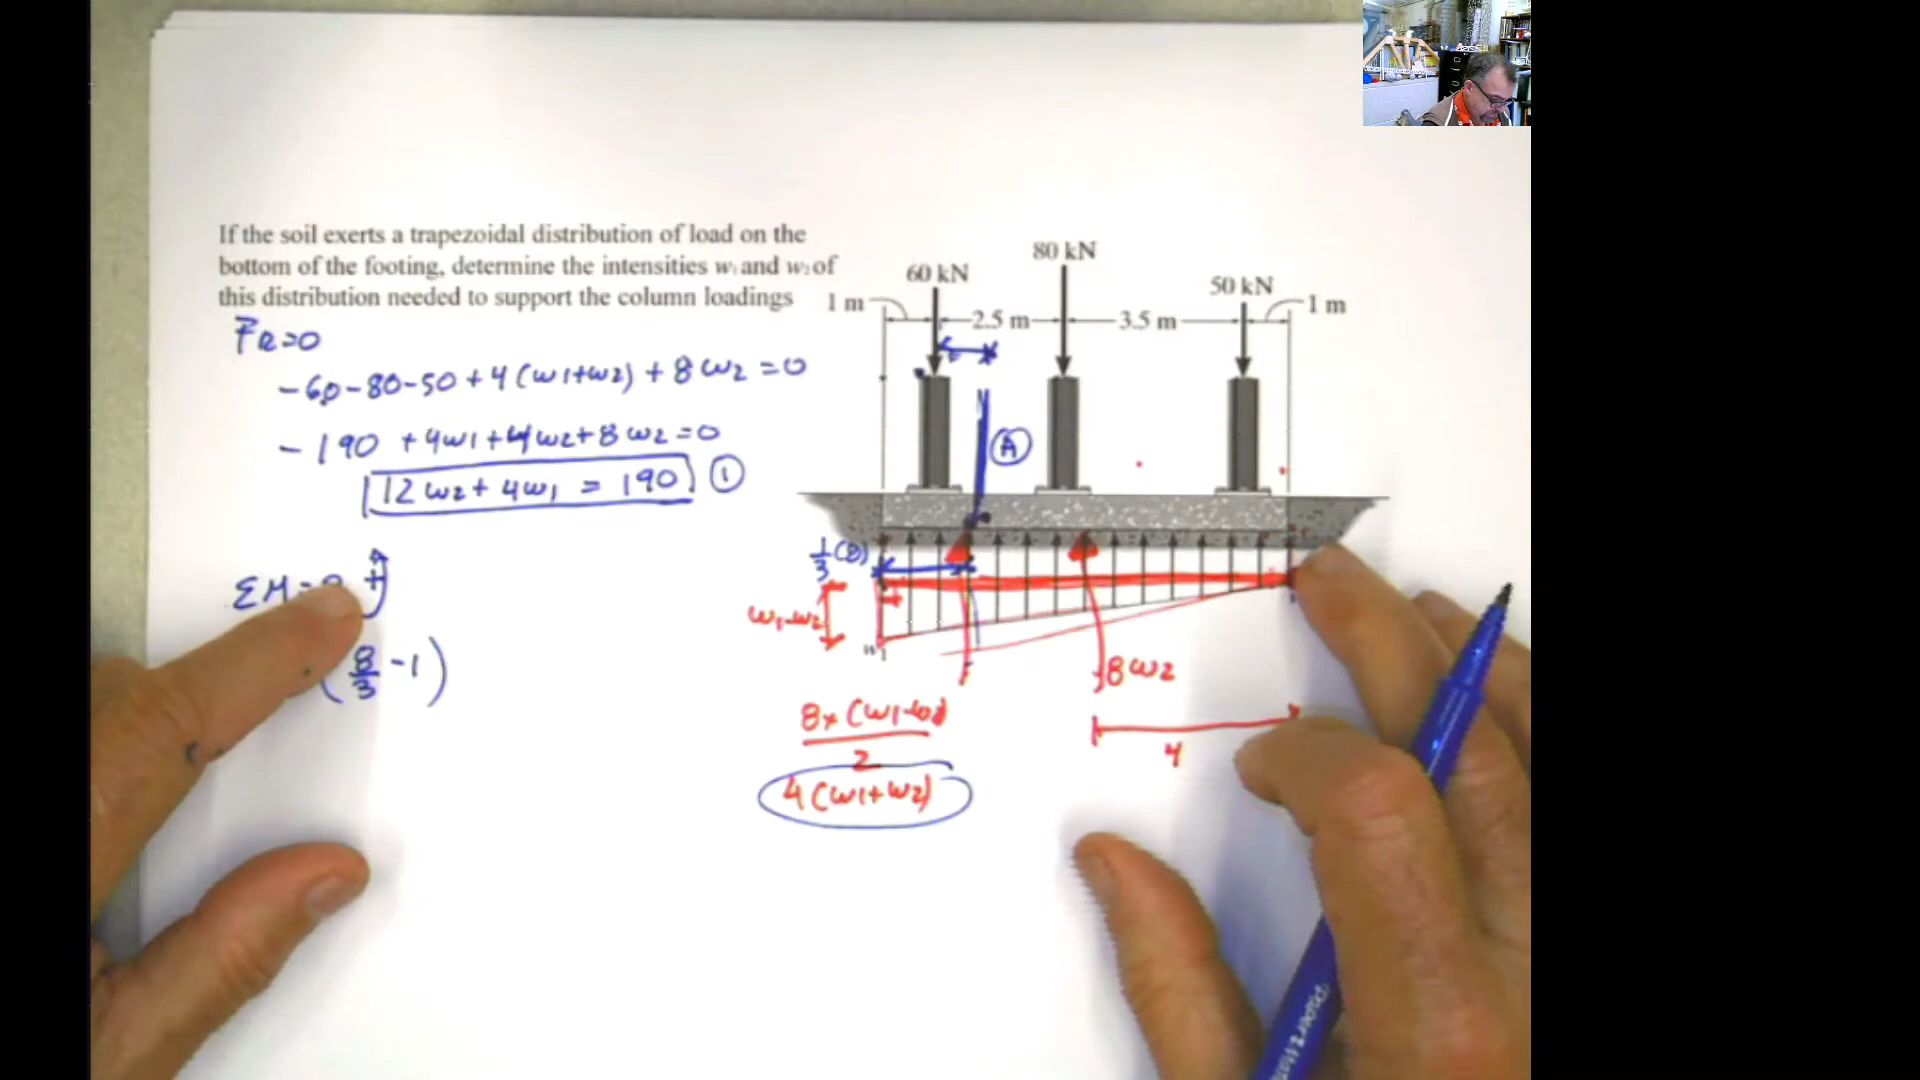 If the soil exerts a trapezoidal distribution of load on the
bottom of the footing, determine the intensities w₁ and w₂ of
this distribution needed to support the column loadings
FR=0
-60-80-50+4(w1+w2)+8w2=0
-190+4w1+4w2+8w2=0
12w2+4w1=190 ①
ΣM=0 +
(8/3-1)
80 kN
60 kN
50 kN
1 m
2.5 m
3.5 m
1 m
A
1/3(8)
w1-w2
w1
8w2
4
8x(w1-w2)
2
4(w1+w2)